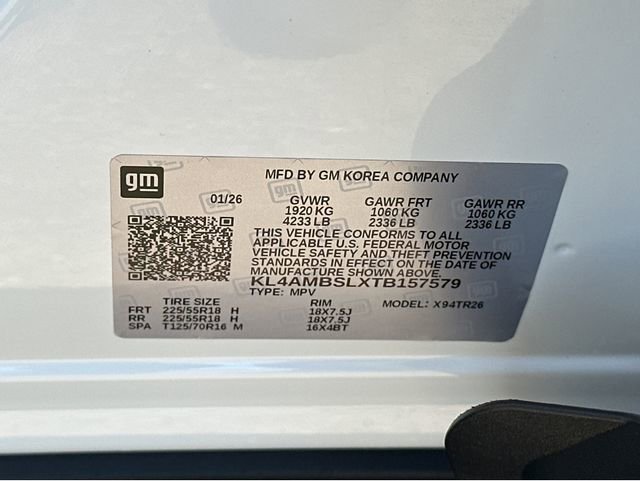 gm
MFD BY GM KOREA COMPANY
01/26 GVWR GAWR FRT GAWR RR
1920 KG 1060 KG 1060 KG
4233 LB 2336 LB 2336 LB
THIS VEHICLE CONFORMS TO ALL
APPLICABLE U.S. FEDERAL MOTOR
VEHICLE SAFETY AND THEFT PREVENTION
STANDARDS IN EFFECT ON THE DATE OF
MANUFACTURE SHOWN ABOVE.
KL4AMBSLXTB157579
TYPE: MPV
TIRE SIZE RIM MODEL: X94TR26
FRT 225/55R18 H 18X7.5J
RR 225/55R18 H 18X7.5J
SPA T125/70R16 M 16X4BT